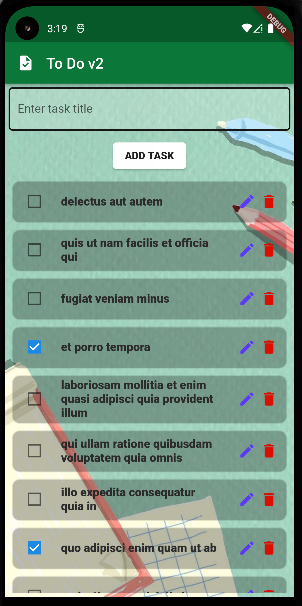 3:19
DEBUG
To Do v2
Enter task title
ADD TASK
delectus aut autem
quis ut nam facilis et officia
qui
fugiat veniam minus
et porro tempora
laboriosam mollitia et enim
quasi adipisci quia provident
illum
qui ullam ratione quibusdam
voluptatem quia omnis
illo expedita consequatur
quia in
quo adipisci enim quam ut ab